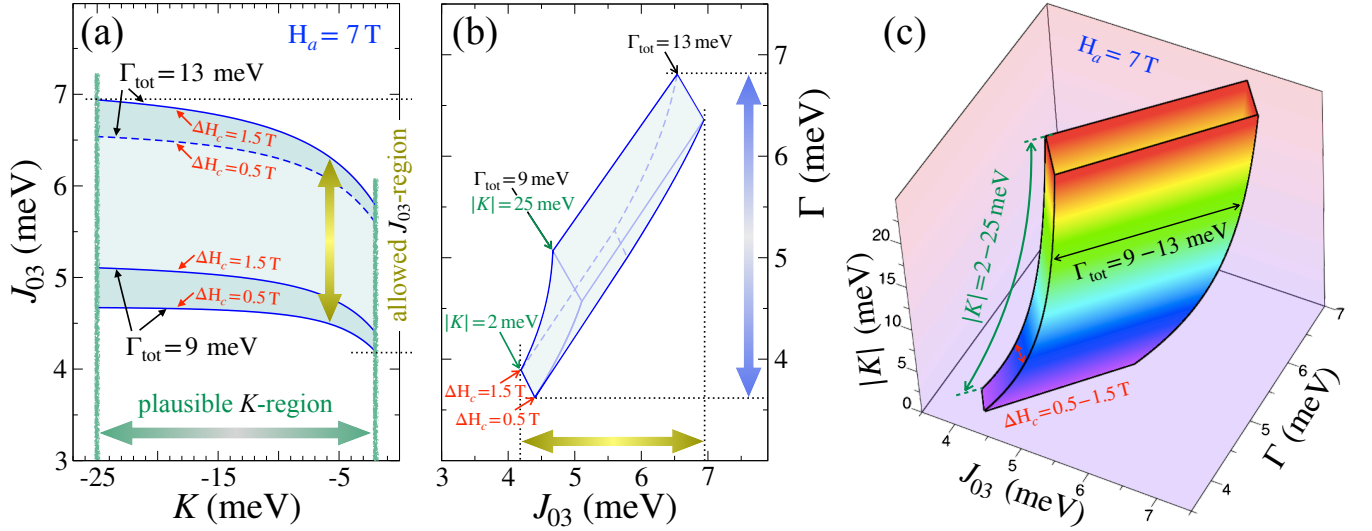 (a)
H_a = 7 T
Γ_tot = 13 meV
ΔH_c = 1.5 T
ΔH_c = 0.5 T
ΔH_c = 1.5 T
ΔH_c = 0.5 T
Γ_tot = 9 meV
allowed J_03-region
plausible K-region
J_03 (meV)
7
6
5
4
3
-25
-20
-15
-10
-5
K (meV)
(b)
Γ_tot = 13 meV
Γ_tot = 9 meV
|K| = 25 meV
|K| = 2 meV
ΔH_c = 1.5 T
ΔH_c = 0.5 T
7
6
5
4
Γ (meV)
3
4
5
6
7
J_03 (meV)
(c)
H_a = 7 T
|K| = 2 – 25 meV
Γ_tot = 9 – 13 meV
ΔH_c = 0.5 – 1.5 T
|K| (meV)
20
15
10
5
0
4
5
6
7
J_03 (meV)
4
5
6
7
Γ (meV)